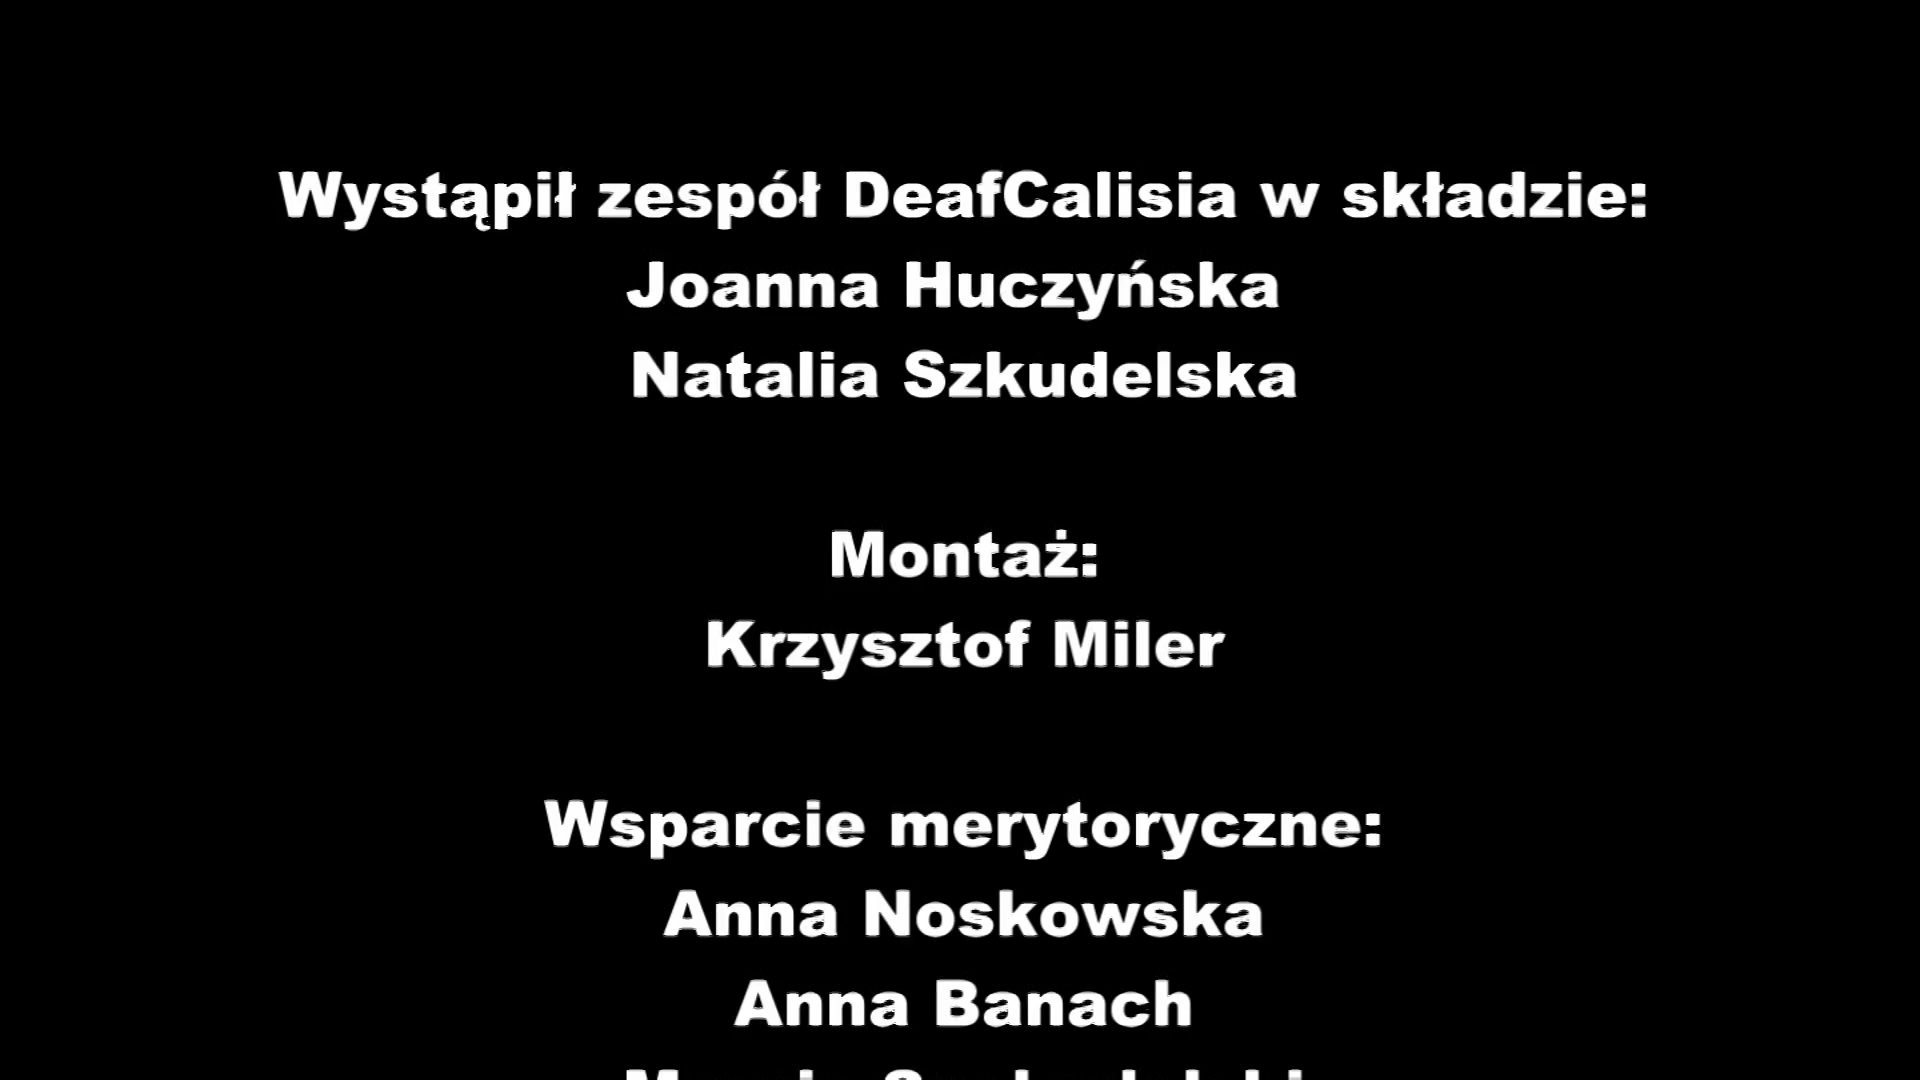 Wystąpił zespół DeafCalisia w składzie:
Joanna Huczyńska
Natalia Szkudelska
Montaż:
Krzysztof Miler
Wsparcie merytoryczne:
Anna Noskowska
Anna Banach